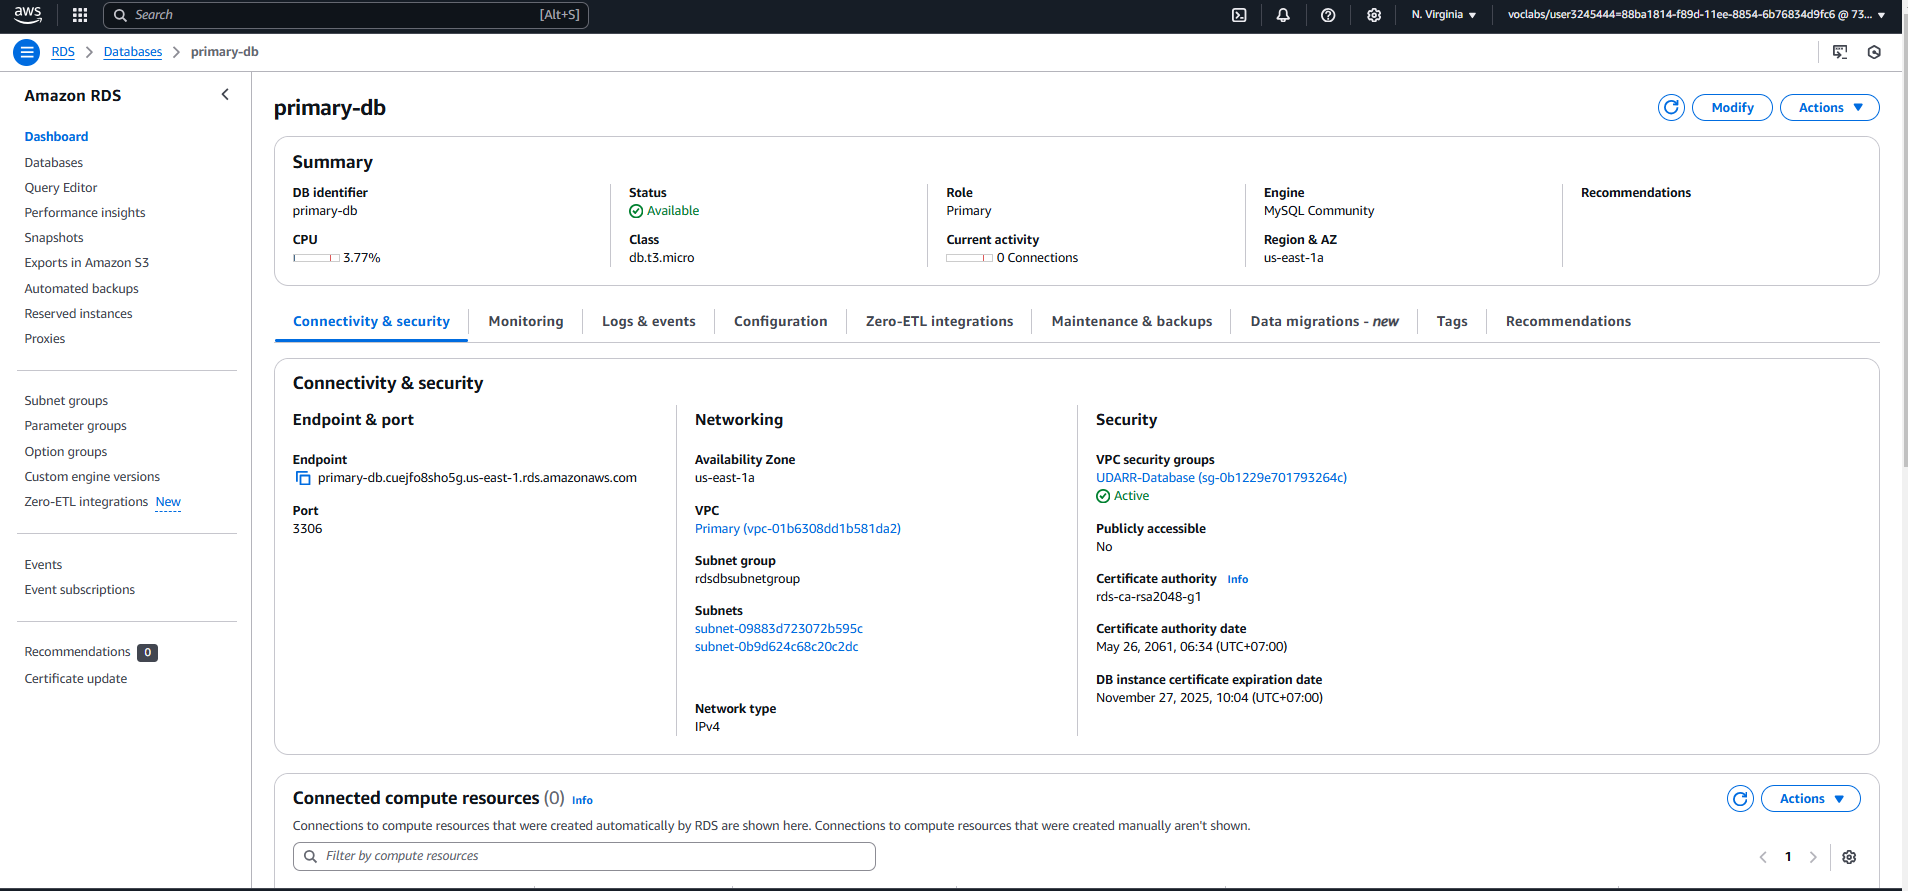 aws
Search [Alt+S]
N. Virginia
voclabs/user3245444=88ba1814-f89d-11ee-8854-6b76834d9fc6 @ 73...
RDS
Databases
primary-db
Amazon RDS
Dashboard
Databases
Query Editor
Performance insights
Snapshots
Exports in Amazon S3
Automated backups
Reserved instances
Proxies
Subnet groups
Parameter groups
Option groups
Custom engine versions
Zero-ETL integrations New
Events
Event subscriptions
Recommendations 0
Certificate update
primary-db
Modify
Actions
Summary
DB identifier
primary-db
CPU
3.77%
Status
Available
Class
db.t3.micro
Role
Primary
Current activity
0 Connections
Engine
MySQL Community
Region & AZ
us-east-1a
Recommendations
Connectivity & security
Monitoring
Logs & events
Configuration
Zero-ETL integrations
Maintenance & backups
Data migrations - new
Tags
Recommendations
Connectivity & security
Endpoint & port
Endpoint
primary-db.cuejfo8sho5g.us-east-1.rds.amazonaws.com
Port
3306
Networking
Availability Zone
us-east-1a
VPC
Primary (vpc-01b6308dd1b581da2)
Subnet group
rdsdbsubnetgroup
Subnets
subnet-09883d723072b595c
subnet-0b9d624c68c20c2dc
Network type
IPv4
Security
VPC security groups
UDARR-Database (sg-0b1229e701793264c)
Active
Publicly accessible
No
Certificate authority Info
rds-ca-rsa2048-g1
Certificate authority date
May 26, 2061, 06:34 (UTC+07:00)
DB instance certificate expiration date
November 27, 2025, 10:04 (UTC+07:00)
Connected compute resources (0) Info
Actions
Connections to compute resources that were created automatically by RDS are shown here. Connections to compute resources that were created manually aren't shown.
Filter by compute resources
1